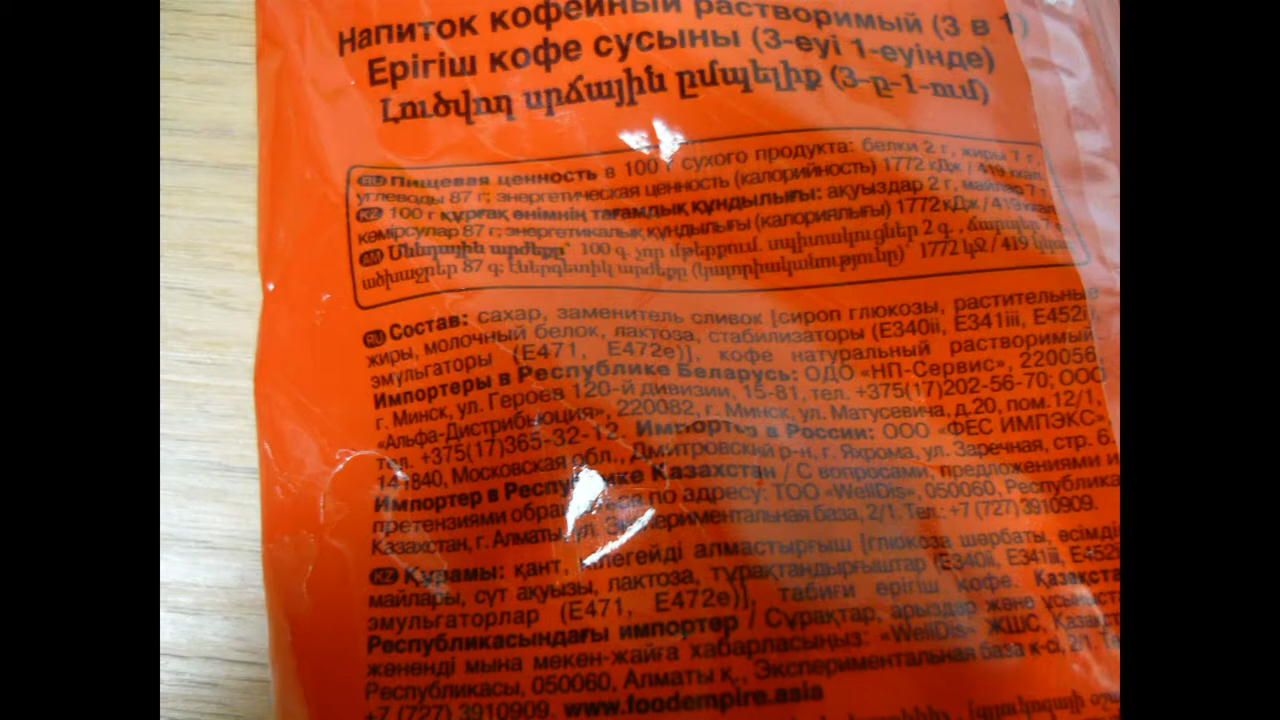 Напиток кофейный растворимый (3 в 1)
Ерігіш кофе сусыны (3-еуі 1-еуінде)
Լուծվող սրճային ըմպելիք (3-ը-1-ում)
RU Пищевая ценность в 100 г сухого продукта: белки 2 г, жиры 7 г,
углеводы 87 г; энергетическая ценность (калорийность) 1772 кДж / 419 ккал.
KZ 100 г құрғақ өнімнің тағамдық құндылығы: ақуыздар 2 г, майлар 7 г,
көмірсулар 87 г; энергетикалық құндылығы (калориялығы) 1772 кДж / 419 ккал.
AM Սննդային արժեքը՝ 100 գ. չոր մթերքում. սպիտակուցներ 2 գ., ճարպեր 7
ածխաջրեր 87 գ; էներգետիկ արժեքը (կալորիականությունը)՝ 1772 կՋ / 419
RU Состав: сахар, заменитель сливок [сироп глюкозы, растительные
жиры, молочный белок, лактоза, стабилизаторы (E340ii, E341iii, E452i),
эмульгаторы (E471, E472e)], кофе натуральный растворимый
Импортеры в Республике Беларусь: ОДО «НП-Сервис», 220056
г. Минск, ул. Героев 120-й дивизии, 15-81, тел. +375(17)202-56-70; ООО
«Альфа-Дистрибьюция», 220082, г. Минск, ул. Матусевича, д.20, пом.12/1,
тел. +375(17)365-32-12. Импортер в России: ООО «ФЕС ИМПЭКС»
141840, Московская обл., Дмитровский р-н, г. Яхрома, ул. Заречная, стр. 6.
Импортер в Республике Казахстан / С вопросами, предложениями и
претензиями по адресу: ТОО «WellDis», 050060, Республика
Казахстан, г. Алматы, ул. Экспериментальная база, 2/1. Тел.: +7 (727) 3910909.
KZ Құрамы: қант, кілегейді алмастырғыш [глюкоза шәрбаты, өсімдік
майлары, сүт ақуызы, лактоза, тұрақтандырғыштар (E340ii, E341iii, E452i
эмульгаторлар (E471, E472e)], табиғи ерігіш кофе. Қазақста
Республикасындағы импортер / Сұрақтар, арыздар және ұсыныст
жөнөнді мына мекен-жайға хабарласыңыз: «WellDis» ЖШС, Қазақст
Республикасы, 050060, Алматы қ., Экспериментальная база к-сі, 2/1. Те
+7 (727) 3910909. www.foodempire.asia